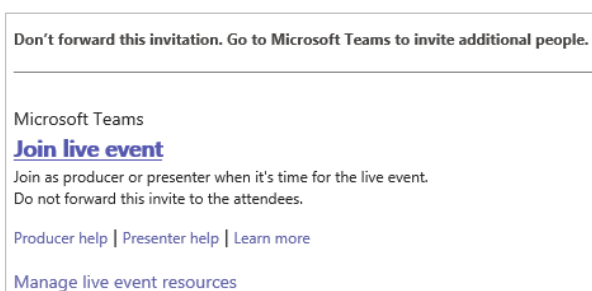 Don't forward this invitation. Go to Microsoft Teams to invite additional people.
Microsoft Teams
Join live event
Join as producer or presenter when it's time for the live event.
Do not forward this invite to the attendees.
Producer help | Presenter help | Learn more
Manage live event resources